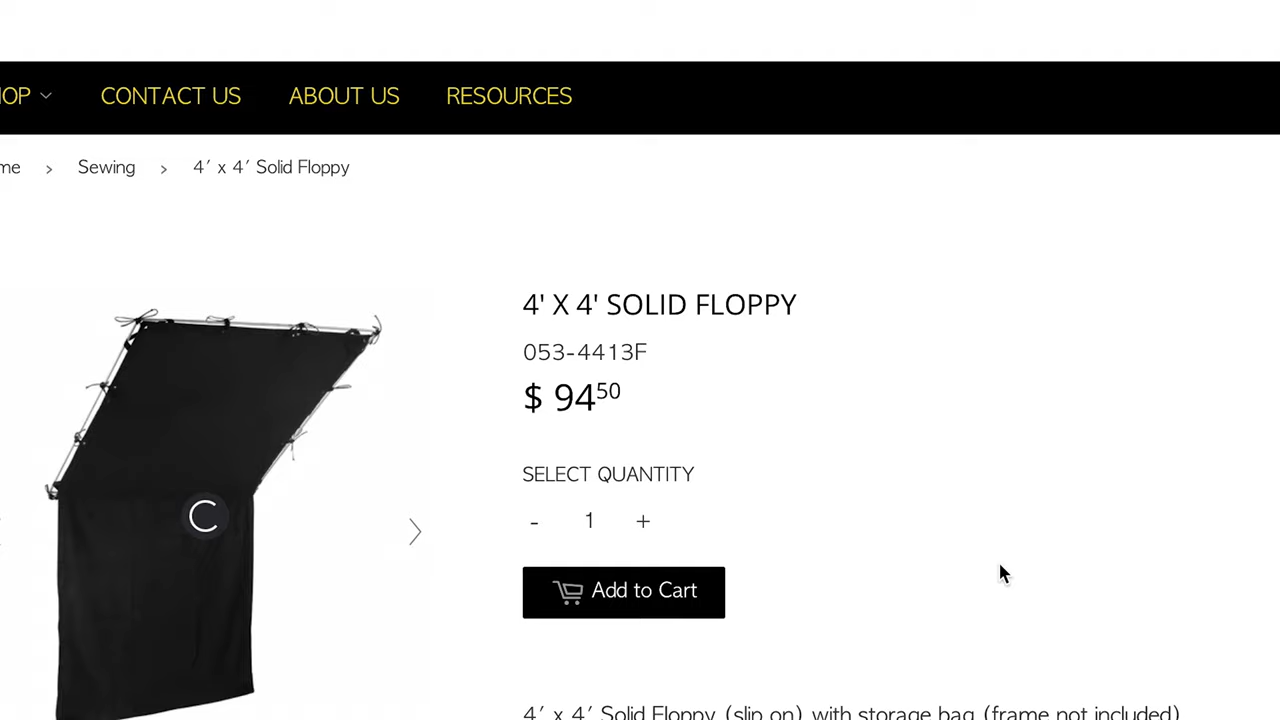 HOP CONTACT US ABOUT US RESOURCES
me > Sewing > 4′ x 4′ Solid Floppy
4' X 4' SOLID FLOPPY
053-4413F
$ 94⁵⁰
SELECT QUANTITY
- 1 +
Add to Cart
4′ x 4′ Solid Floppy (slip on) with storage bag (frame not included)